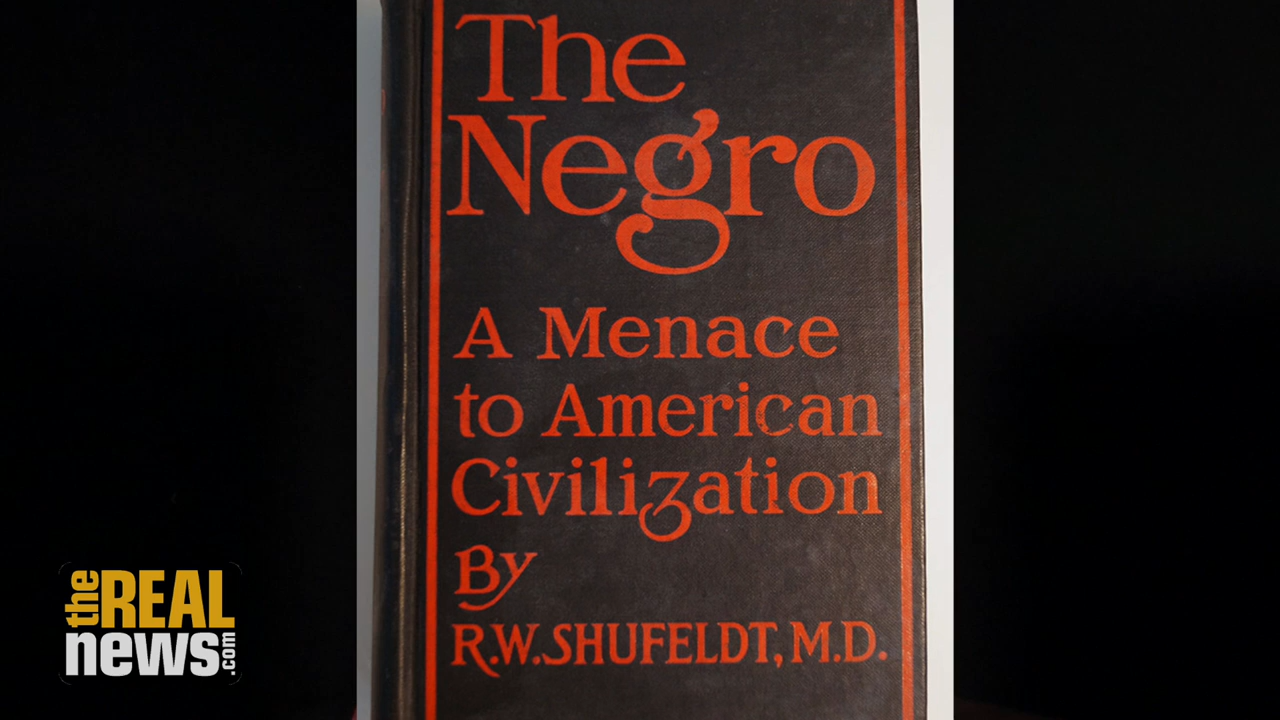 The
Negro
A Menace
to American
Civilization
By
R.W.SHUFELDT, M.D.
the REAL
news.com